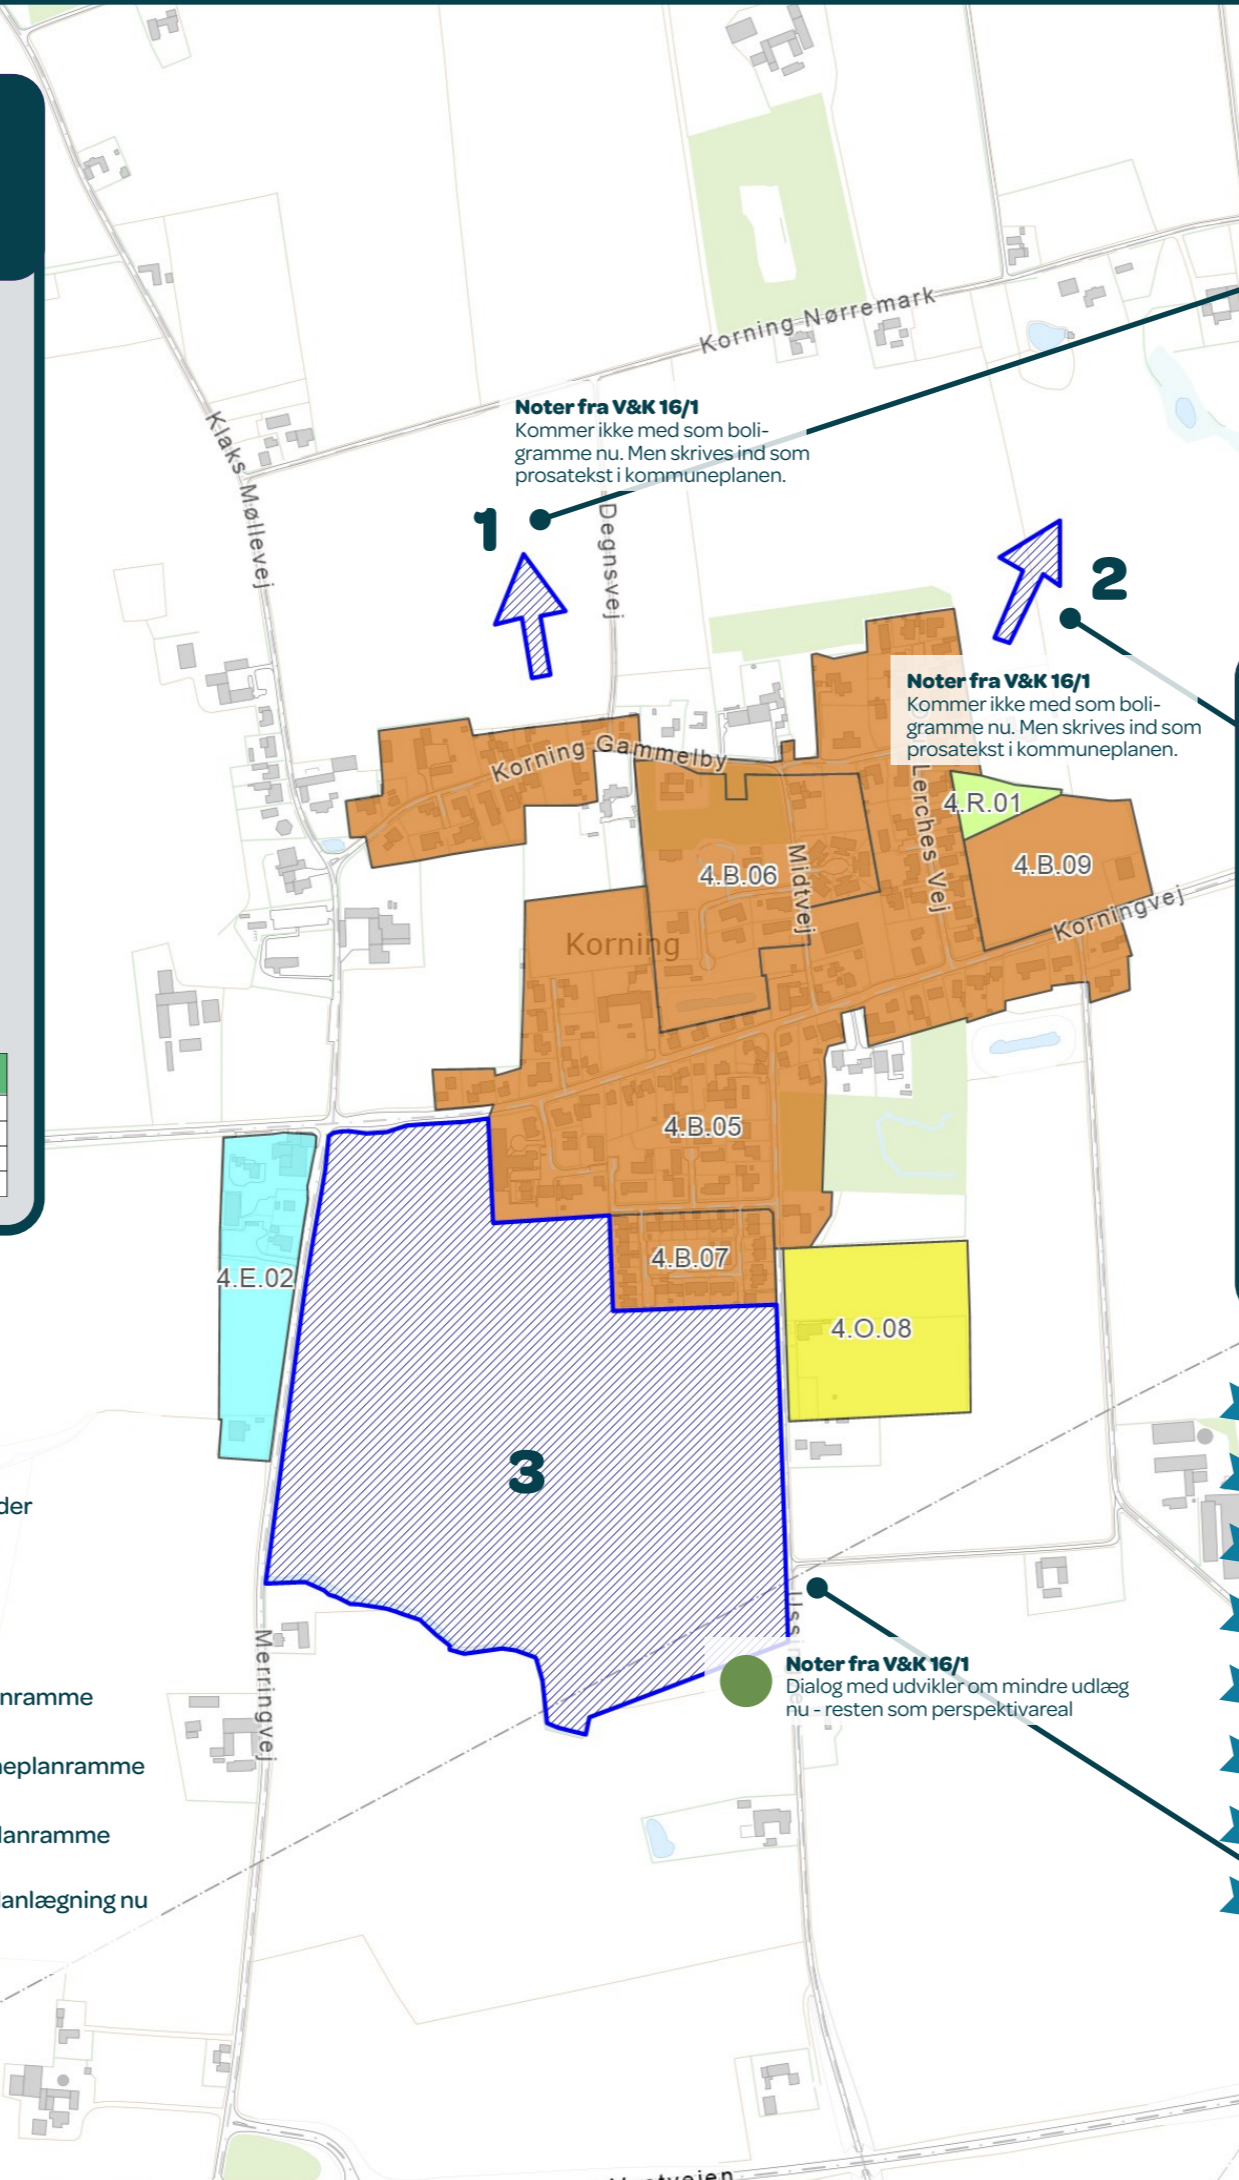 Korning Nørremark
Klaks Møllevej
Noter fra V&K 16/1
Kommer ikke med som boli-
gramme nu. Men skrives ind som
prosatekst i kommuneplanen.
1
Degnsvej
2
Noter fra V&K 16/1
Kommer ikke med som boli-
gramme nu. Men skrives ind som
prosatekst i kommuneplanen.
Korning Gammelby
Lerches Vej
4.R.01
4.B.06
Midtvej
4.B.09
Korningvej
Korning
4.B.05
4.B.07
4.E.02
4.O.08
3
der
Merringvej
Noter fra V&K 16/1
Dialog med udvikler om mindre udlæg
nu - resten som perspektivareal
nramme
neplanramme
lanramme
lanlægning nu